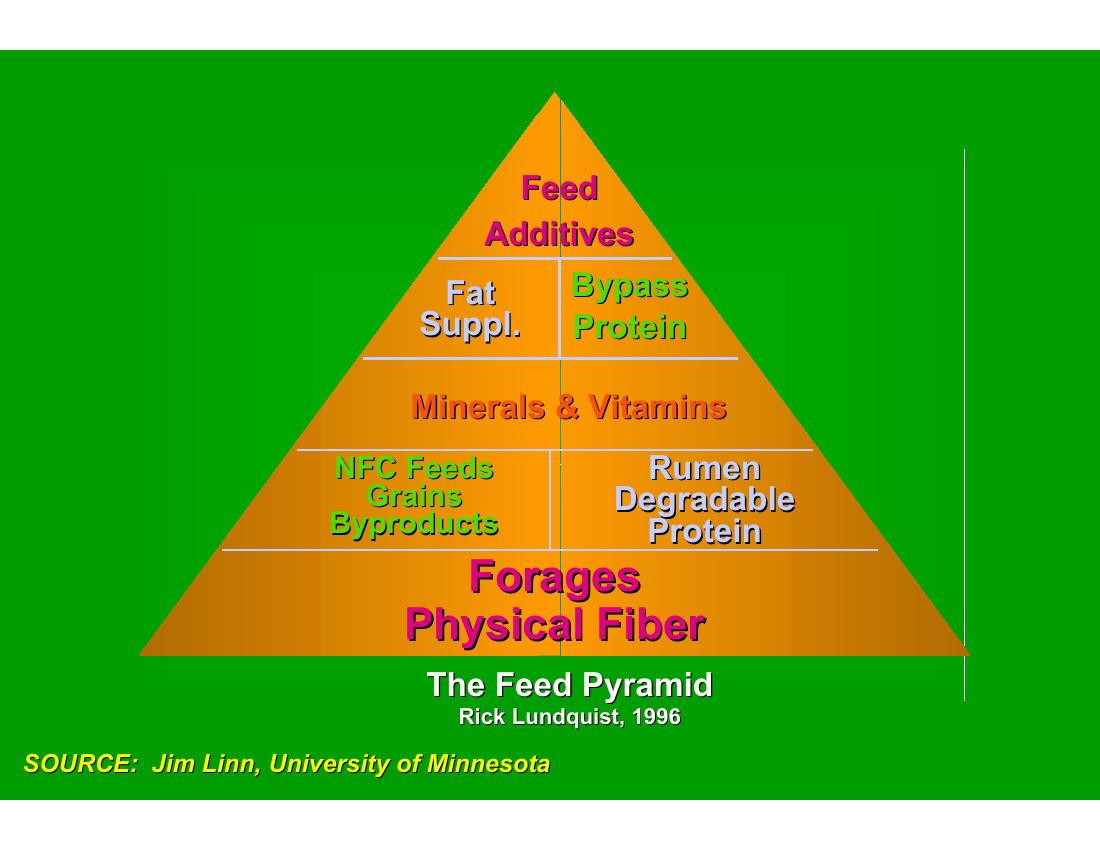 Feed
Additives
Fat
Suppl.
Bypass
Protein
Minerals & Vitamins
NFC Feeds
Grains
Byproducts
Rumen
Degradable
Protein
Forages
Physical Fiber
The Feed Pyramid
Rick Lundquist, 1996
SOURCE:  Jim Linn, University of Minnesota